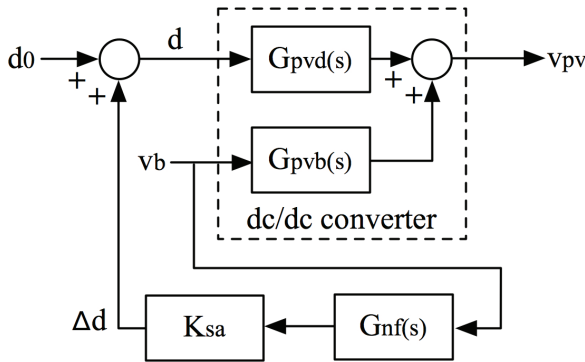 d0
+
+
d
Gpvd(s)
+
+
vpv
vb
Gpvb(s)
dc/dc converter
Δd
Ksa
Gnf(s)